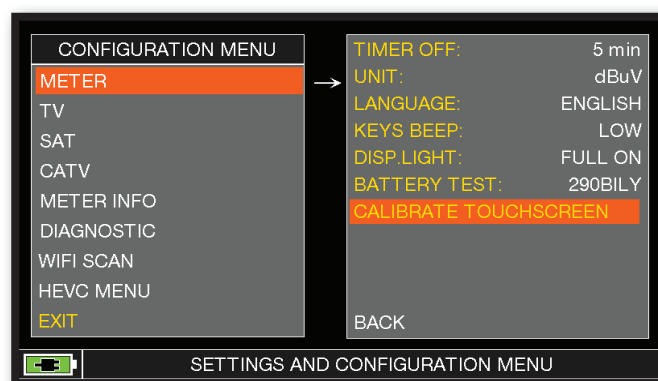 CONFIGURATION MENU
METER
TV
SAT
CATV
METER INFO
DIAGNOSTIC
WIFI SCAN
HEVC MENU
EXIT
→
TIMER OFF: 5 min
UNIT: dBuV
LANGUAGE: ENGLISH
KEYS BEEP: LOW
DISP.LIGHT: FULL ON
BATTERY TEST: 290BILY
CALIBRATE TOUCHSCREEN
BACK
SETTINGS AND CONFIGURATION MENU